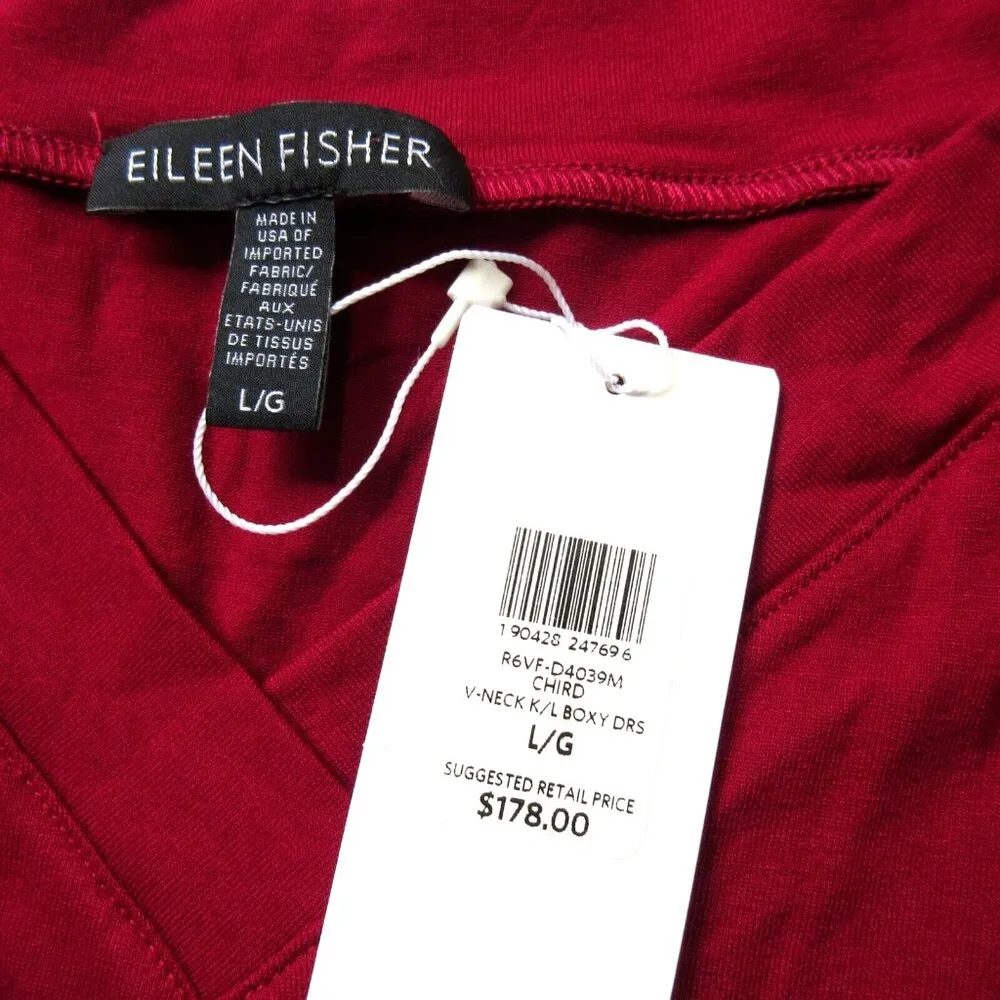 EILEEN FISHER
MADE IN
USA OF
IMPORTED
FABRIC/
FABRIQUÉ
AUX
ETATS-UNIS
DE TISSUS
IMPORTÉS
L/G
1 90428 24769 6
R6VF-D4039M
CHIRD
V-NECK K/L BOXY DRS
L/G
SUGGESTED RETAIL PRICE
$178.00